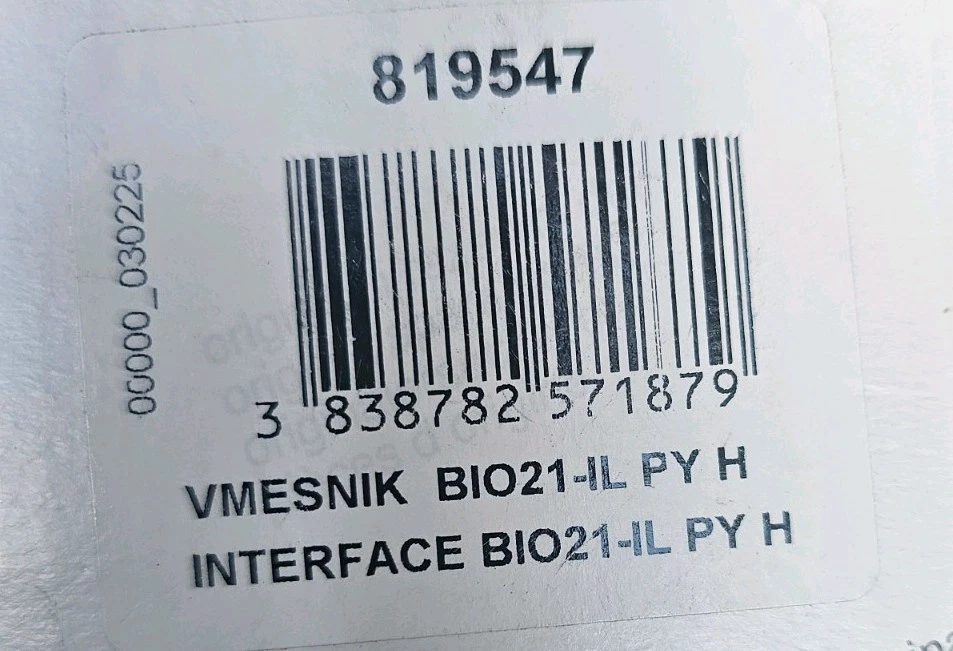 819547
00000_030225
3 838782 571879
VMESNIK BIO21-IL PY H
INTERFACE BIO21-IL PY H